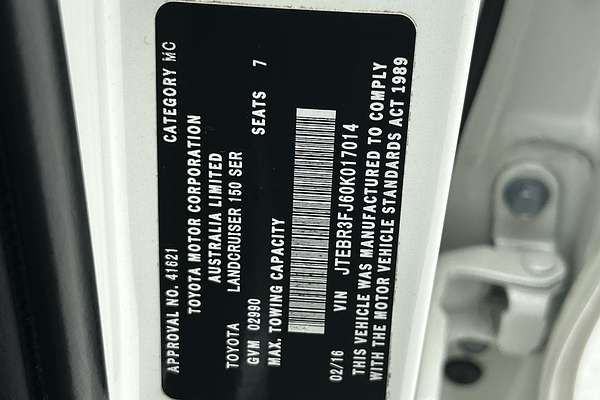 APPROVAL NO. 41621 CATEGORY MC
TOYOTA MOTOR CORPORATION
AUSTRALIA LIMITED
TOYOTA LANDCRUISER 150 SER
GVM 02990 SEATS 7
MAX. TOWING CAPACITY
02/16 VIN JTEBR3FJ60K017014
THIS VEHICLE WAS MANUFACTURED TO COMPLY
WITH THE MOTOR VEHICLE STANDARDS ACT 1989